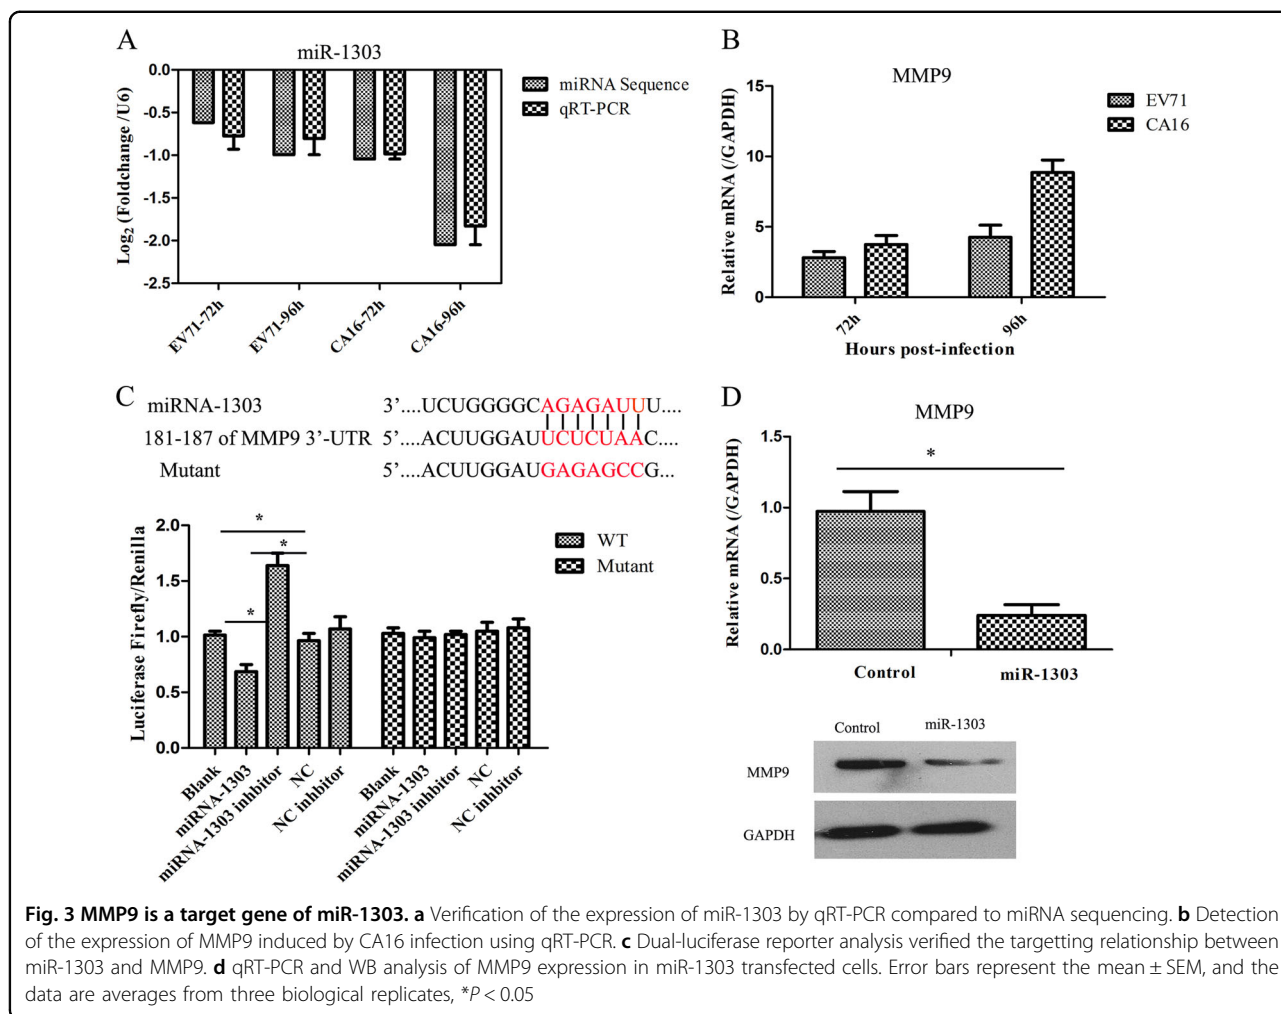 A
miR-1303
0.0
-0.5
-1.0
-1.5
-2.0
-2.5
Log2 (Foldchange /U6)
EV71-72h
EV71-96h
CA16-72h
CA16-96h
miRNA Sequence
qRT-PCR
B
MMP9
15
10
5
0
Relative mRNA (/GAPDH)
72h
96h
Hours post-infection
EV71
CA16
C
miRNA-1303 3'....UCUGGGGCAGAGAUUU....
181-187 of MMP9 3'-UTR 5'....ACUUGGAUUCUCUAAC....
Mutant 5'....ACUUGGAUGAGAGCCG...
2.0
1.5
1.0
0.5
0.0
Luciferase Firefly/Renilla
*
*
*
WT
Mutant
Blank
miRNA-1303
miRNA-1303 inhbitor
NC
NC inhbitor
Blank
miRNA-1303
miRNA-1303 inhbitor
NC
NC inhbitor
D
MMP9
1.5
1.0
0.5
0.0
Relative mRNA (/GAPDH)
*
Control
miR-1303
Control
miR-1303
MMP9
GAPDH
Fig. 3 MMP9 is a target gene of miR-1303. a Verification of the expression of miR-1303 by qRT-PCR compared to miRNA sequencing. b Detection
of the expression of MMP9 induced by CA16 infection using qRT-PCR. c Dual-luciferase reporter analysis verified the targetting relationship between
miR-1303 and MMP9. d qRT-PCR and WB analysis of MMP9 expression in miR-1303 transfected cells. Error bars represent the mean ± SEM, and the
data are averages from three biological replicates, *P < 0.05